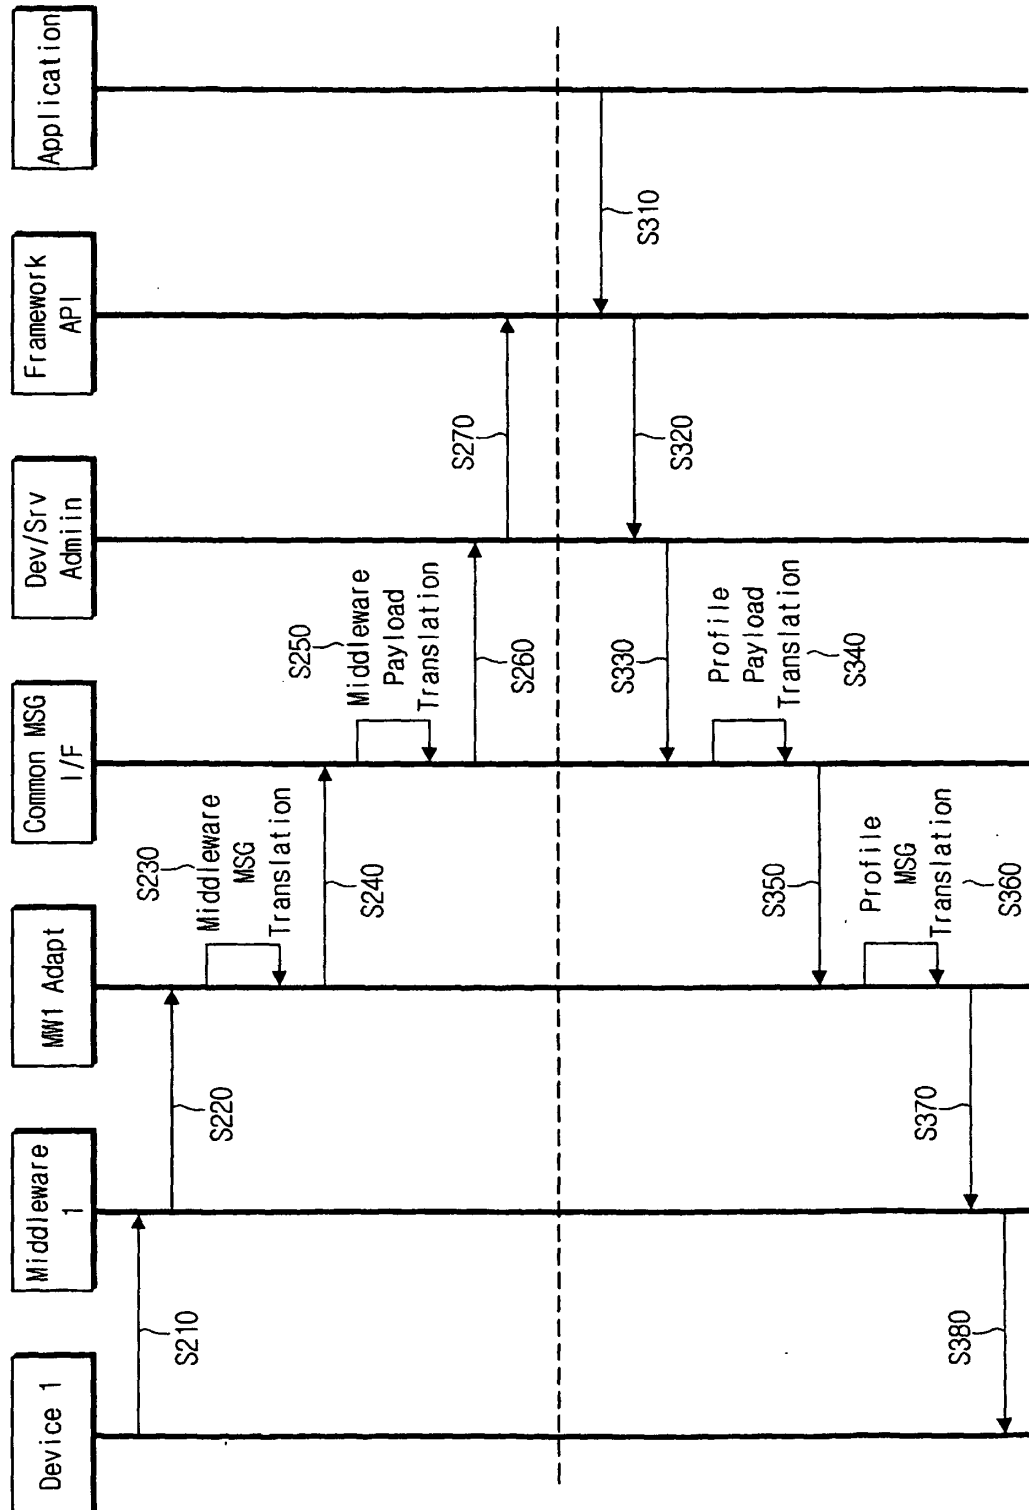 Device 1
Middleware
1
MW1 Adapt
Common MSG
I/F
Dev/Srv
Admiin
Framework
API
Application
S210
S220
S230
Middleware
MSG
Translation
S240
S250
Middleware
Payload
Translation
S260
S270
S310
S320
S330
Profile
Payload
Translation
S340
S350
Profile
MSG
Translation
S360
S370
S380